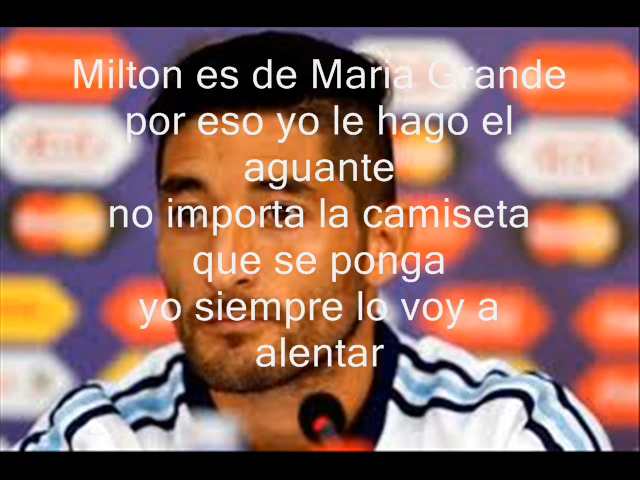 Milton es de Maria Grande
por eso yo le hago el
aguante
no importa la camiseta
que se ponga
yo siempre lo voy a
alentar